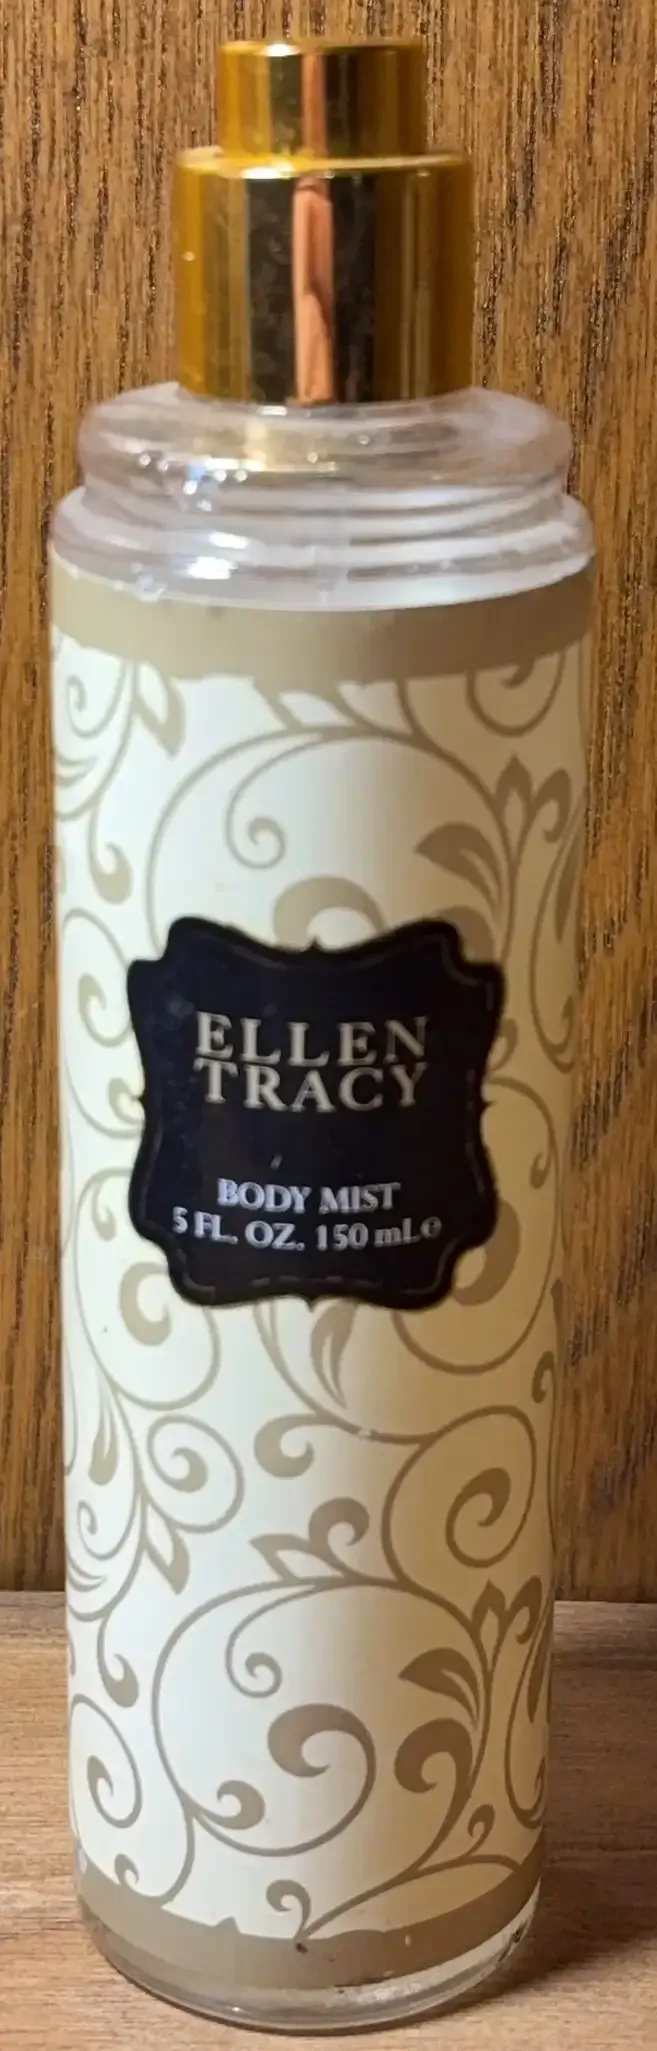 ELLEN
TRACY
BODY MIST
5 FL. OZ. 150 mL℮